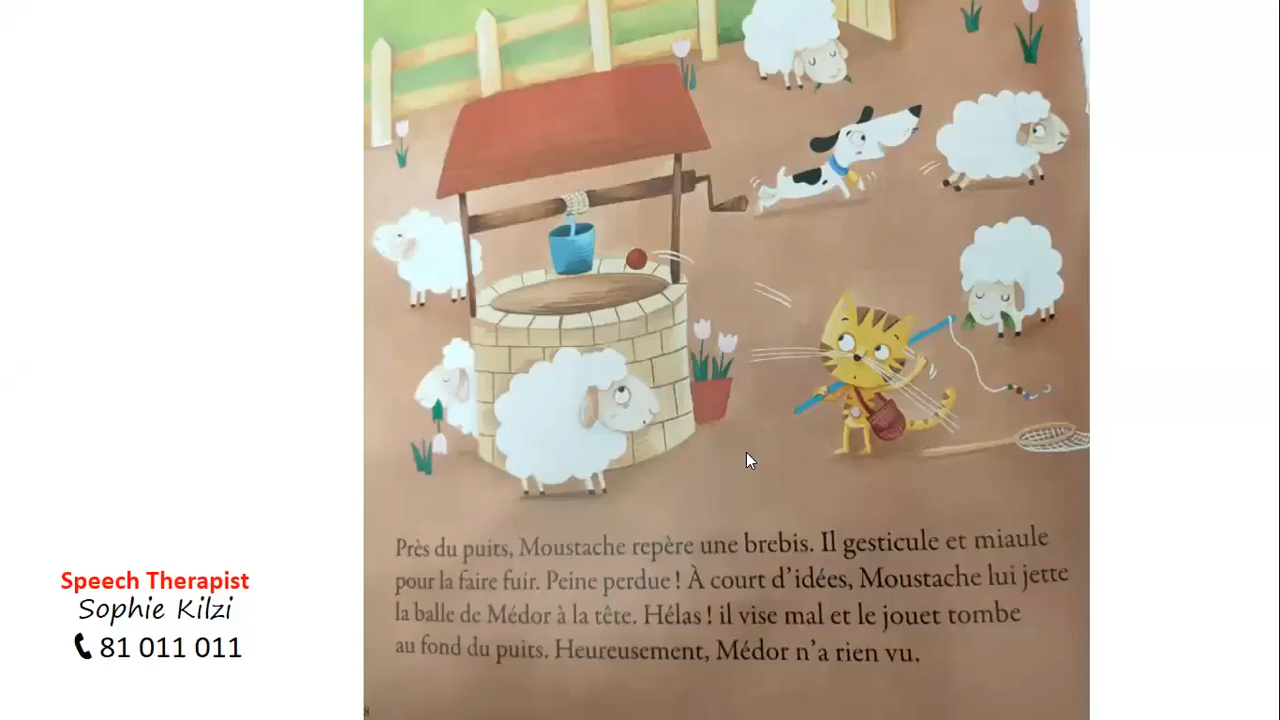 Près du puits, Moustache repère une brebis. Il gesticule et miaule
pour la faire fuir. Peine perdue ! À court d'idées, Moustache lui jette
la balle de Médor à la tête. Hélas ! il vise mal et le jouet tombe
au fond du puits. Heureusement, Médor n'a rien vu.
8
Speech Therapist
Sophie Kilzi
81 011 011